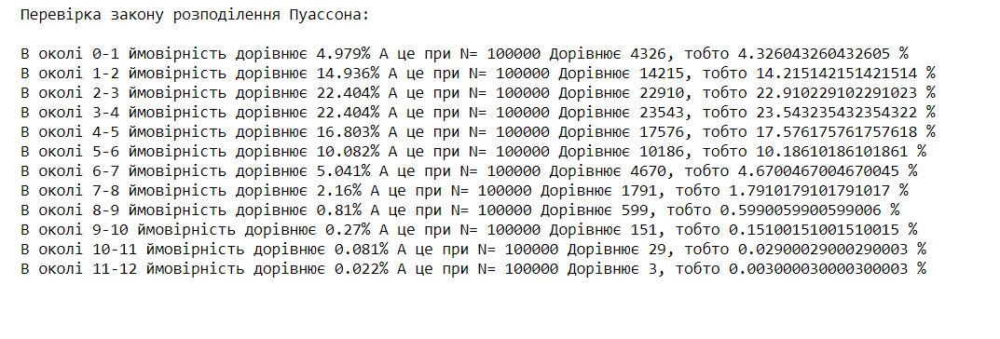 Перевірка закону розподілення Пуассона:
В околі 0-1 ймовірність дорівнює 4.979% А це при N= 100000 Дорівнює 4326, тобто 4.326043260432605 %
В околі 1-2 ймовірність дорівнює 14.936% А це при N= 100000 Дорівнює 14215, тобто 14.215142151421514 %
В околі 2-3 ймовірність дорівнює 22.404% А це при N= 100000 Дорівнює 22910, тобто 22.910229102291023 %
В околі 3-4 ймовірність дорівнює 22.404% А це при N= 100000 Дорівнює 23543, тобто 23.543235432354322 %
В околі 4-5 ймовірність дорівнює 16.803% А це при N= 100000 Дорівнює 17576, тобто 17.576175761757618 %
В околі 5-6 ймовірність дорівнює 10.082% А це при N= 100000 Дорівнює 10186, тобто 10.18610186101861 %
В околі 6-7 ймовірність дорівнює 5.041% А це при N= 100000 Дорівнює 4670, тобто 4.6700467004670045 %
В околі 7-8 ймовірність дорівнює 2.16% А це при N= 100000 Дорівнює 1791, тобто 1.7910179101791017 %
В околі 8-9 ймовірність дорівнює 0.81% А це при N= 100000 Дорівнює 599, тобто 0.5990059900599006 %
В околі 9-10 ймовірність дорівнює 0.27% А це при N= 100000 Дорівнює 151, тобто 0.15100151001510015 %
В околі 10-11 ймовірність дорівнює 0.081% А це при N= 100000 Дорівнює 29, тобто 0.02900029000290003 %
В околі 11-12 ймовірність дорівнює 0.022% А це при N= 100000 Дорівнює 3, тобто 0.003000030000300003 %